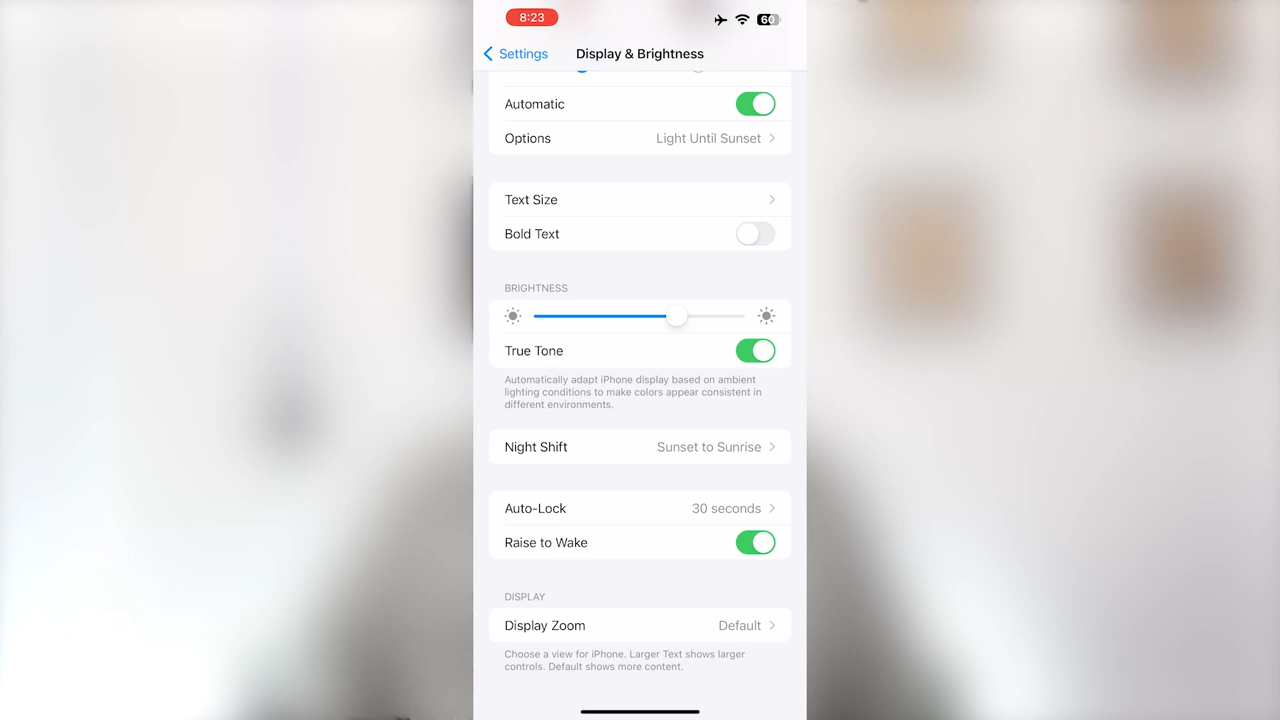 8:23
60
Settings
Display & Brightness
Automatic
Options
Light Until Sunset
Text Size
Bold Text
BRIGHTNESS
True Tone
Automatically adapt iPhone display based on ambient
lighting conditions to make colors appear consistent in
different environments.
Night Shift
Sunset to Sunrise
Auto-Lock
30 seconds
Raise to Wake
DISPLAY
Display Zoom
Default
Choose a view for iPhone. Larger Text shows larger
controls. Default shows more content.